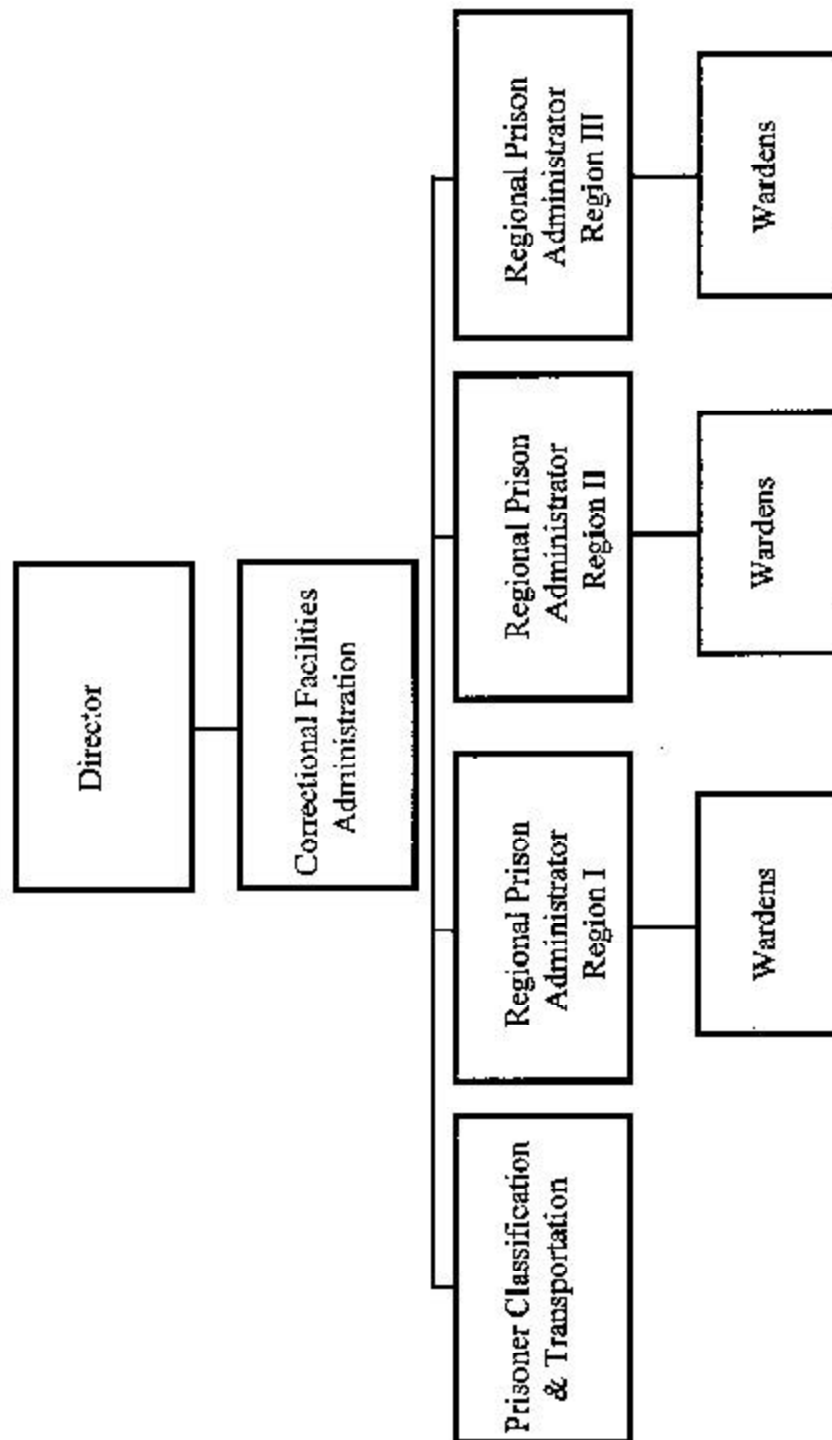 Director
Correctional Facilities
Administration
Prisoner Classification
& Transportation
Regional Prison
Administrator
Region I
Regional Prison
Administrator
Region II
Regional Prison
Administrator
Region III
Wardens
Wardens
Wardens